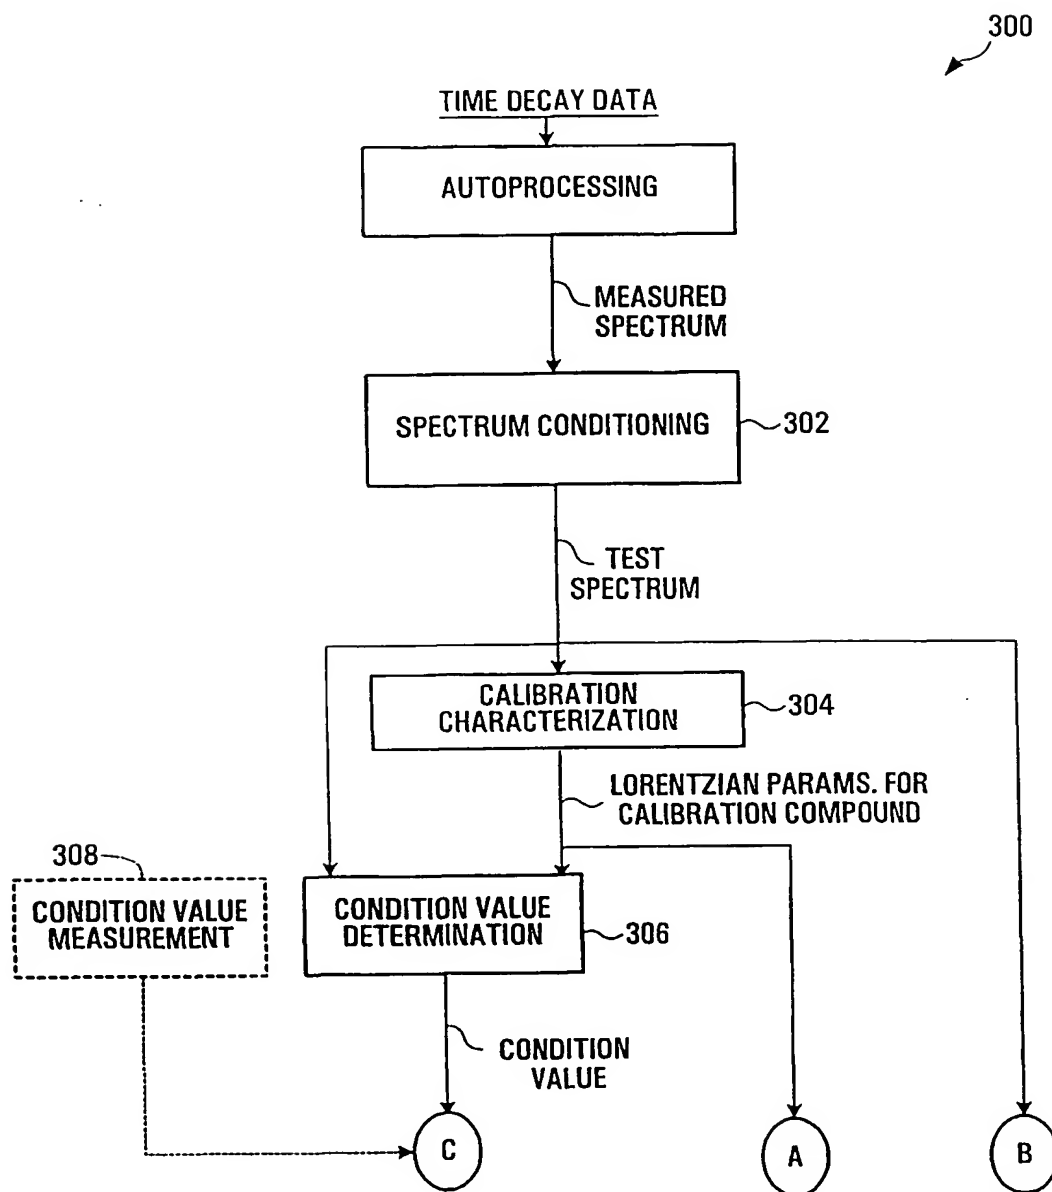 300
TIME DECAY DATA
AUTOPROCESSING
MEASURED
SPECTRUM
SPECTRUM CONDITIONING
302
TEST
SPECTRUM
CALIBRATION
CHARACTERIZATION
304
LORENTZIAN PARAMS. FOR
CALIBRATION COMPOUND
308
CONDITION VALUE
MEASUREMENT
CONDITION VALUE
DETERMINATION
306
CONDITION
VALUE
C
A
B